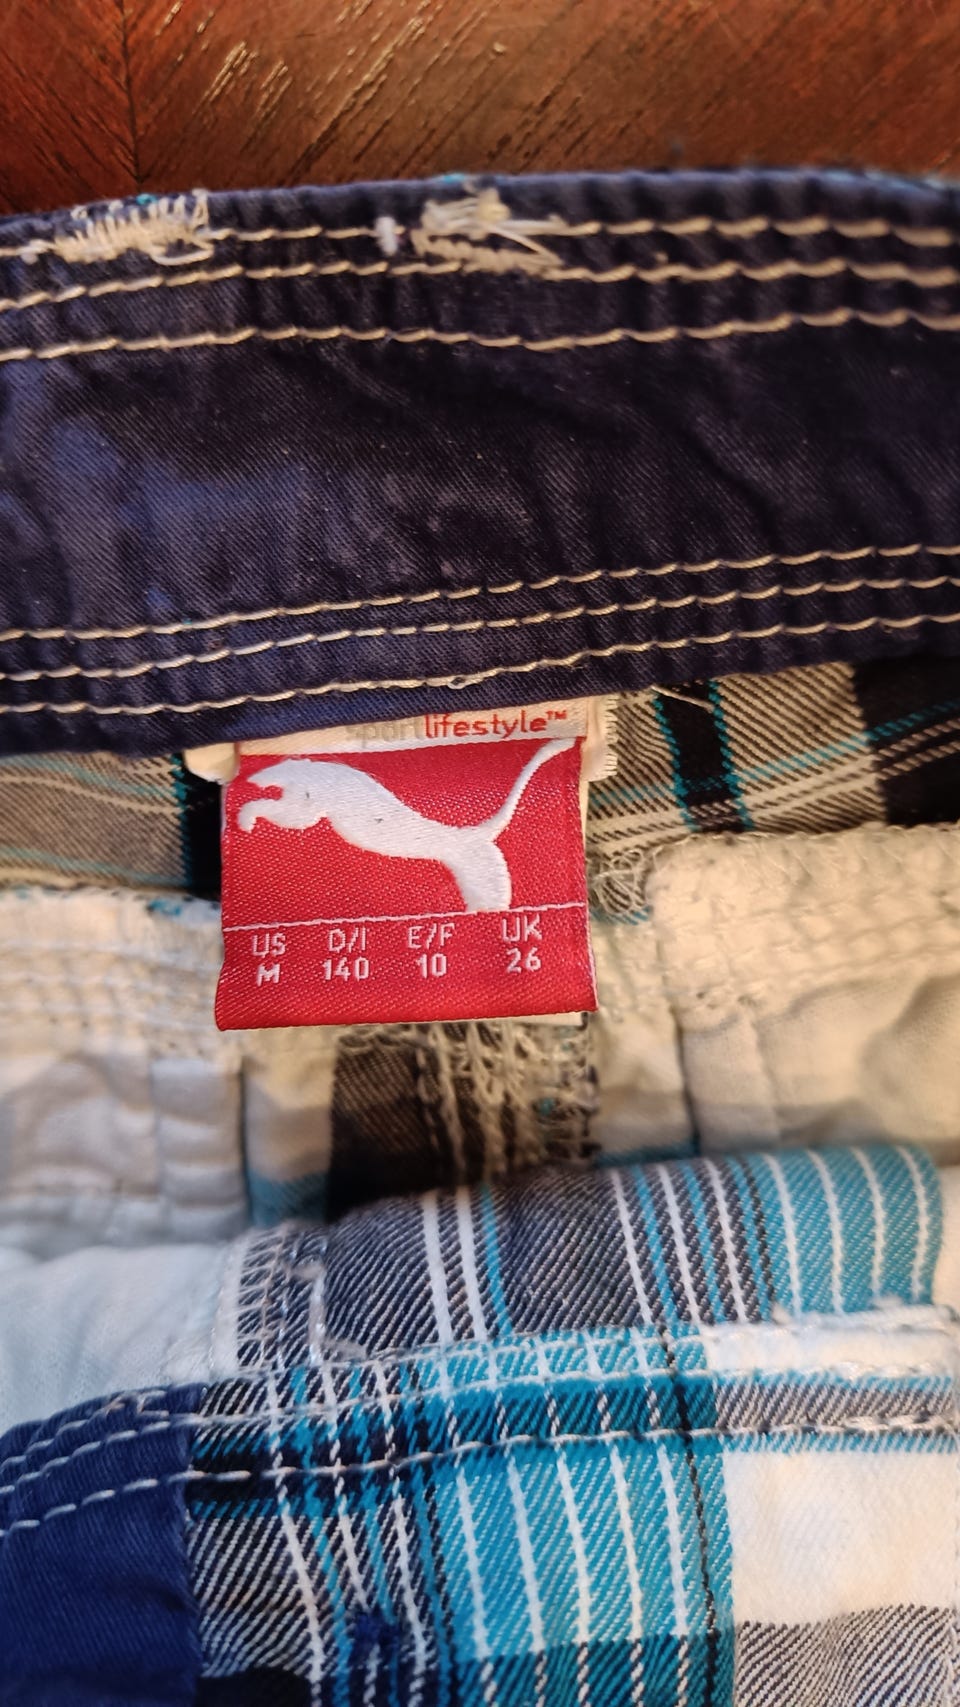 sportlifestyle™
US D/I E/F UK
M 140 10 26